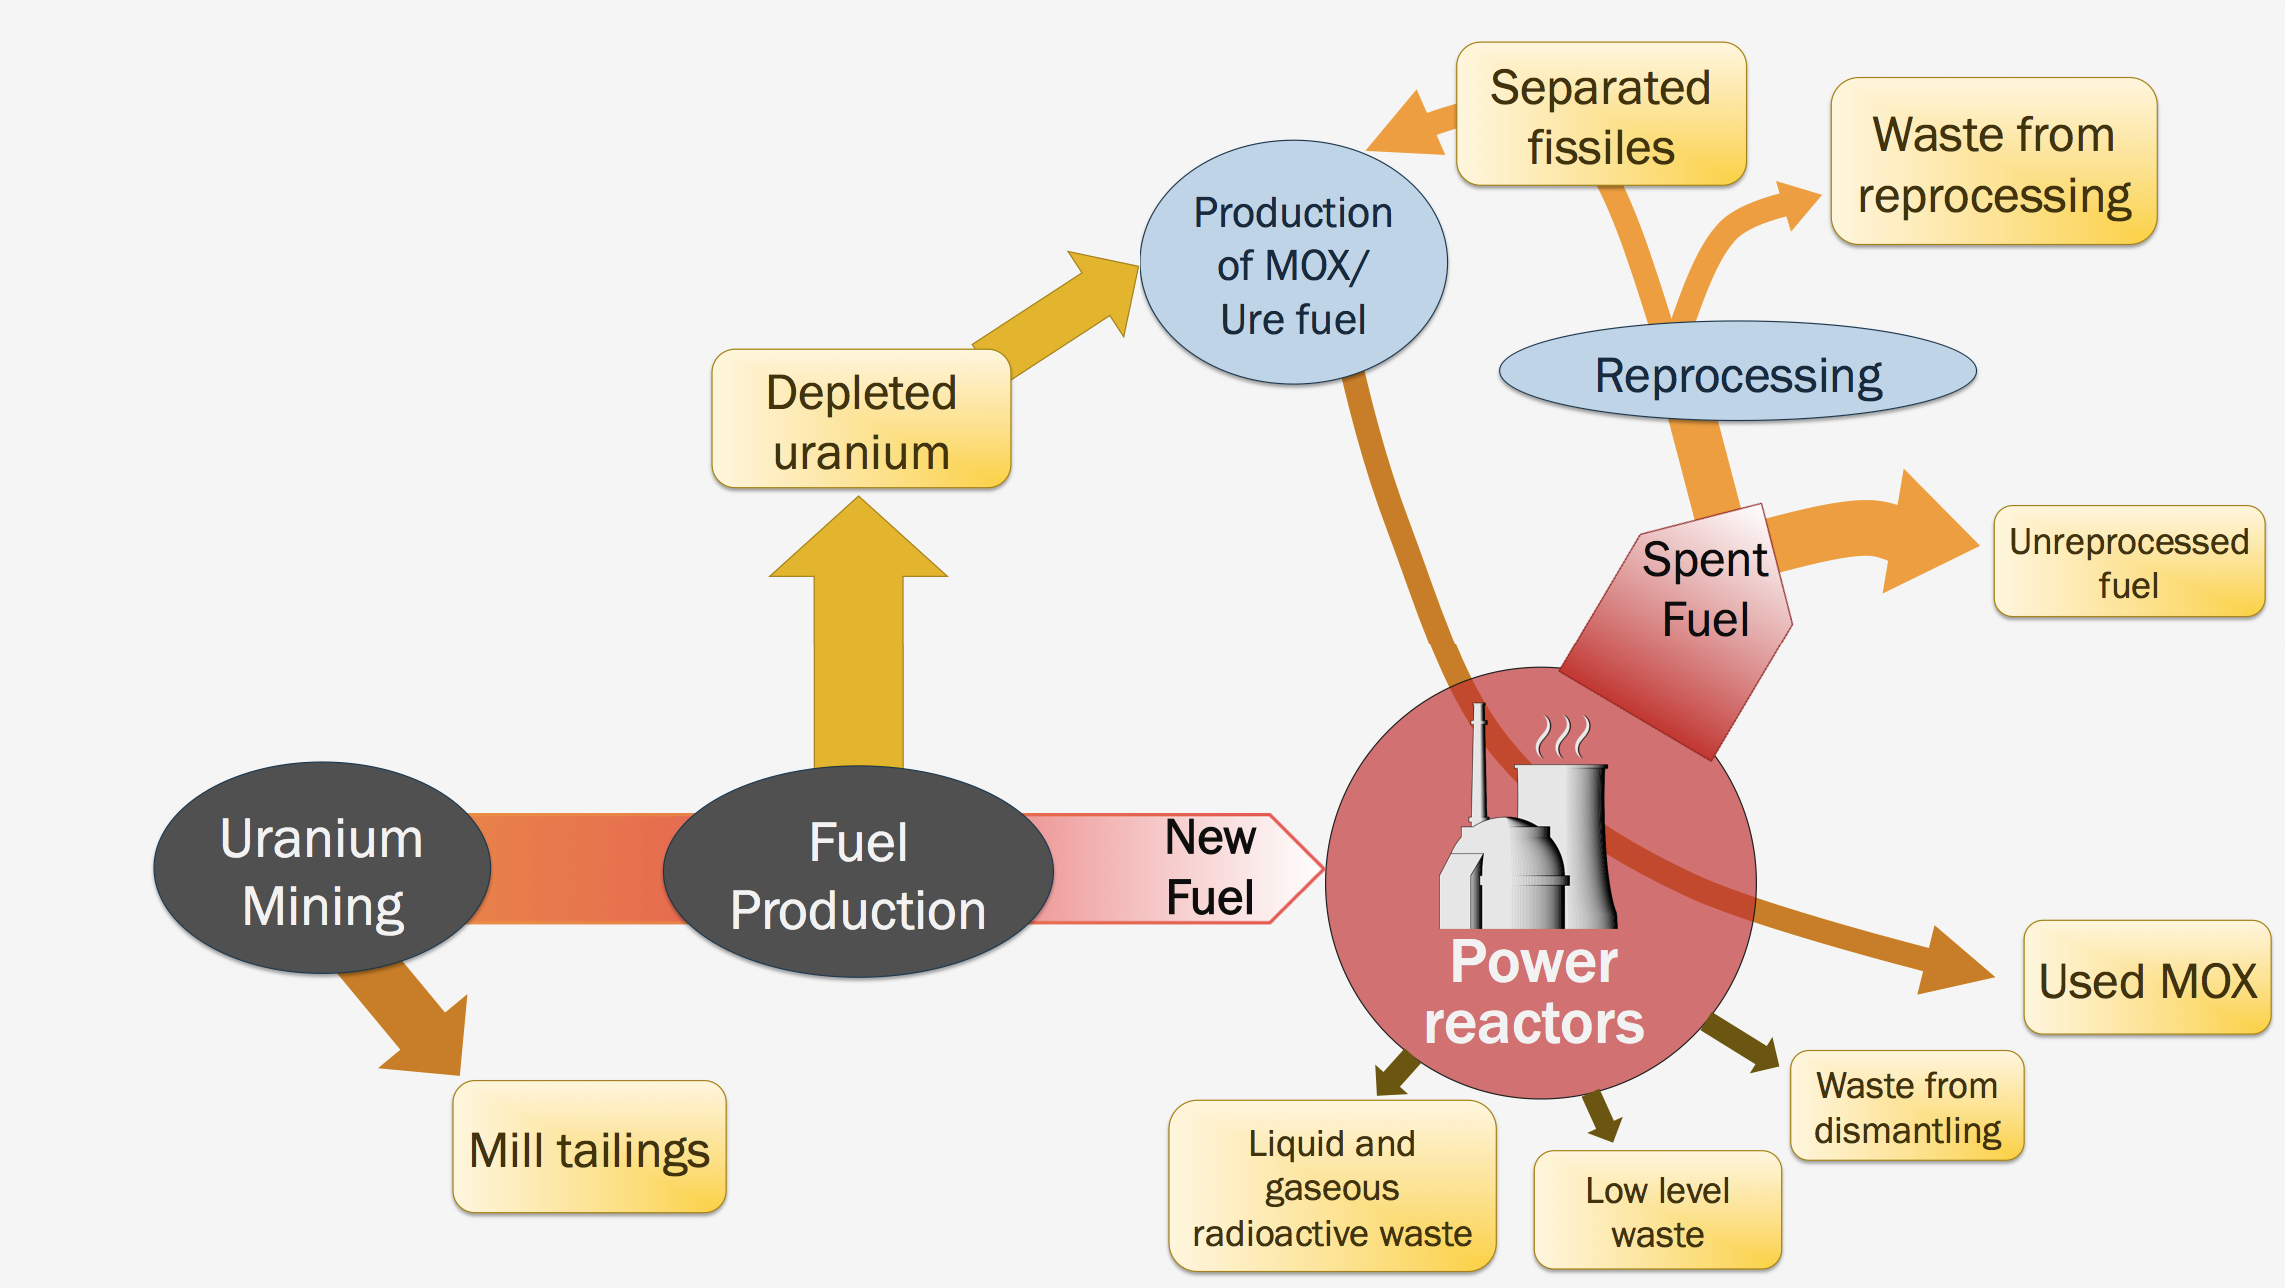 Separated
fissiles
Waste from
reprocessing
Production
of MOX/
Ure fuel
Reprocessing
Depleted
uranium
Spent
Fuel
Unreprocessed
fuel
Uranium
Mining
Fuel
Production
New
Fuel
Power
reactors
Used MOX
Mill tailings
Liquid and
gaseous
radioactive waste
Low level
waste
Waste from
dismantling